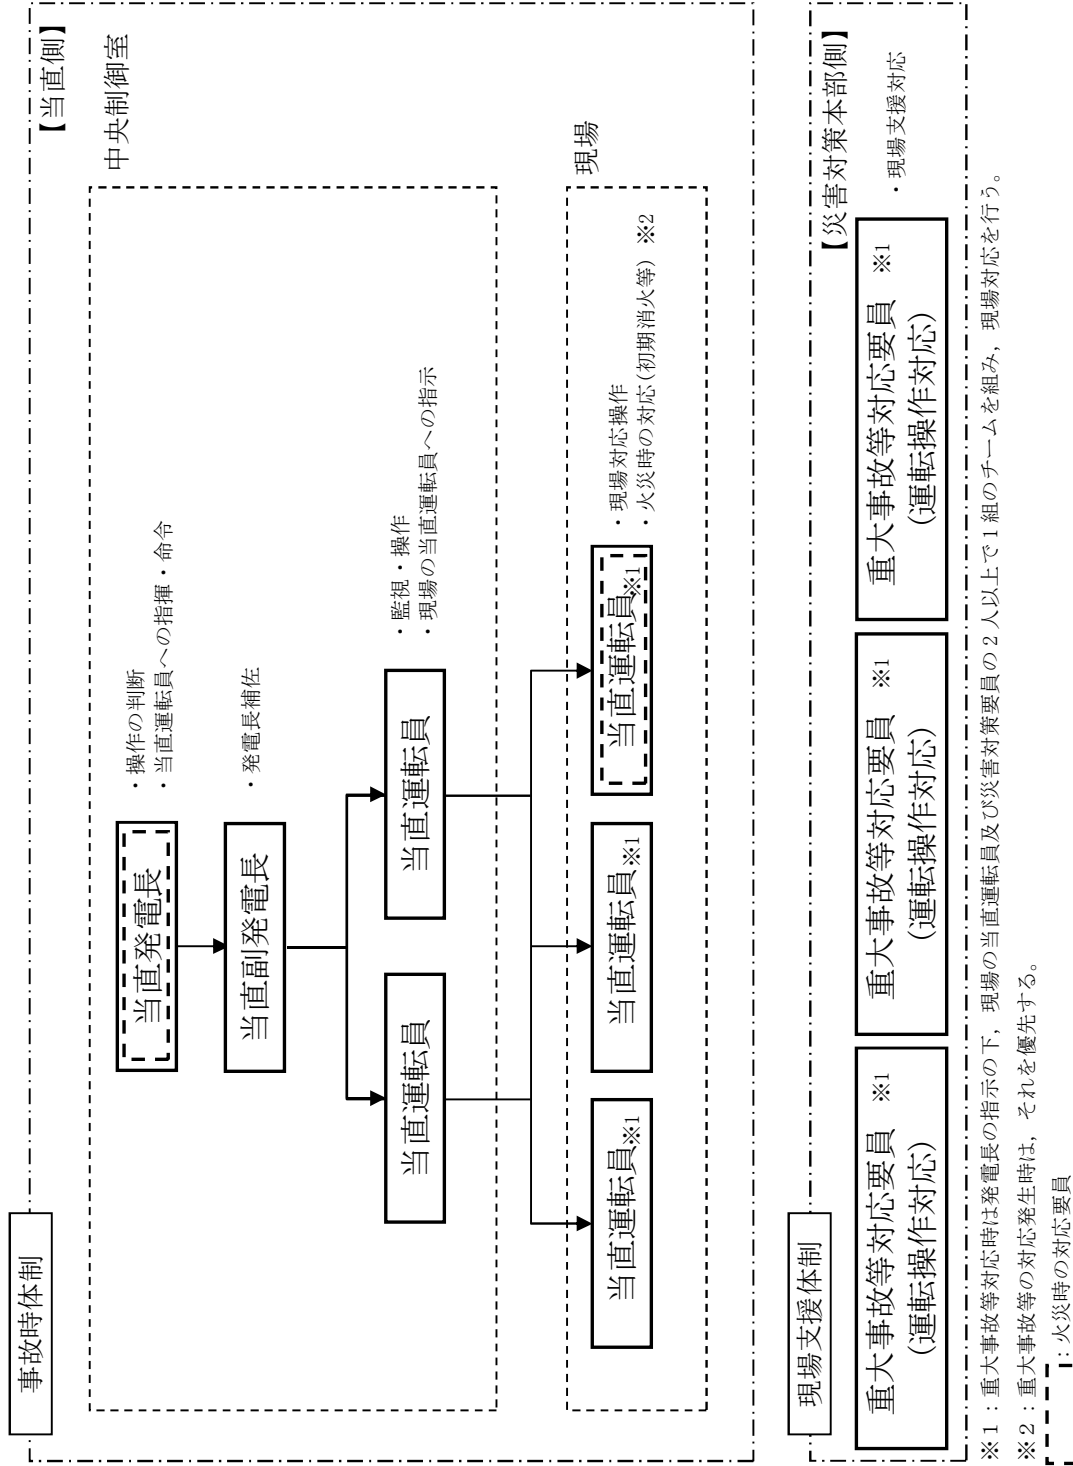 事故時体制
【当直側】
中央制御室
当直発電長
・操作の判断
・当直運転員への指揮・命令
当直副発電長
・発電長補佐
当直運転員
当直運転員
・監視・操作
・現場の当直運転員への指示
現場
当直運転員※1
当直運転員※1
当直運転員※1
・現場対応操作
・火災時の対応(初期消火等) ※2
現場支援体制
【災害対策本部側】
重大事故等対応要員 ※1
(運転操作対応)
重大事故等対応要員 ※1
(運転操作対応)
重大事故等対応要員 ※1
(運転操作対応)
・現場支援対応
※1：重大事故等対応時は発電長の指示の下，現場の当直運転員及び災害対策要員の2人以上で1組のチームを組み，現場対応を行う。
※2：重大事故等の対応発生時は，それを優先する。
：火災時の対応要員